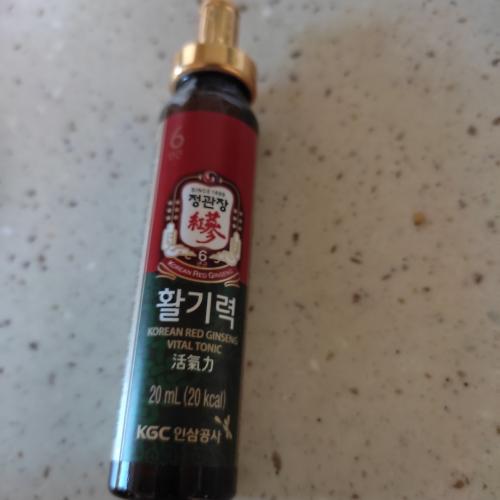 6
SINCE 1899
정관장
紅蔘
6
KOREAN RED GINSENG
활기력
KOREAN RED GINSENG
VITAL TONIC
活氣力
20 mL (20 kcal)
KGC 인삼공사